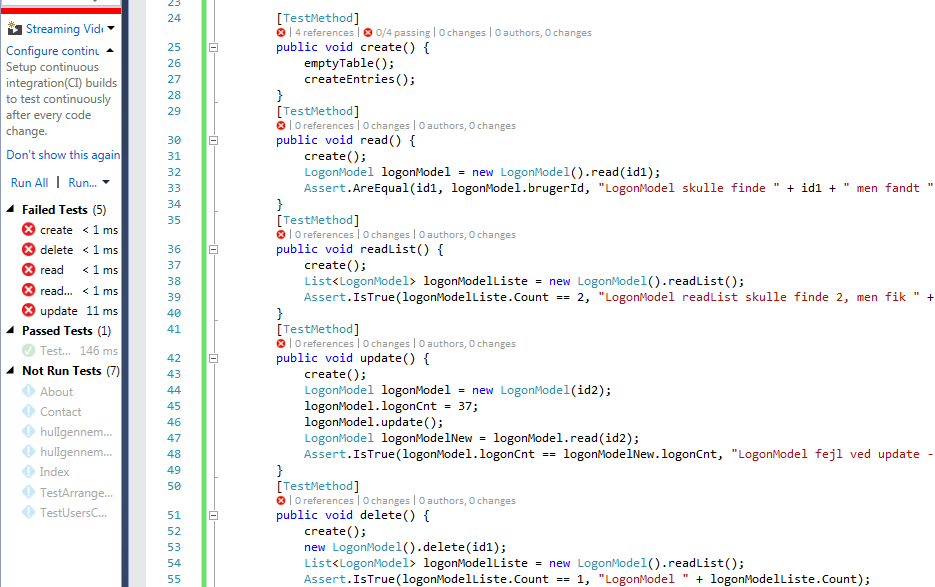 Streaming Vid
Configure continu
Setup continuous
integration(CI) builds
to test continuously
after every code
change.
Don't show this again
Run All | Run...
Failed Tests (5)
create < 1 ms
delete < 1 ms
read < 1 ms
read... < 1 ms
update 11 ms
Passed Tests (1)
Test... 146 ms
Not Run Tests (7)
About
Contact
hullgennem...
hullgennem...
Index
TestArrange...
TestUsersC...
23
24 [TestMethod]
4 references | 0/4 passing | 0 changes | 0 authors, 0 changes
25 public void create() {
26 emptyTable();
27 createEntries();
28 }
29 [TestMethod]
0 references | 0 changes | 0 authors, 0 changes
30 public void read() {
31 create();
32 LogonModel logonModel = new LogonModel().read(id1);
33 Assert.AreEqual(id1, logonModel.brugerId, "LogonModel skulle finde " + id1 + " men fandt "
34 }
35 [TestMethod]
0 references | 0 changes | 0 authors, 0 changes
36 public void readList() {
37 create();
38 List<LogonModel> logonModelListe = new LogonModel().readList();
39 Assert.IsTrue(logonModelListe.Count == 2, "LogonModel readList skulle finde 2, men fik " +
40 }
41 [TestMethod]
0 references | 0 changes | 0 authors, 0 changes
42 public void update() {
43 create();
44 LogonModel logonModel = new LogonModel(id2);
45 logonModel.logonCnt = 37;
46 logonModel.update();
47 LogonModel logonModelNew = logonModel.read(id2);
48 Assert.IsTrue(logonModel.logonCnt == logonModelNew.logonCnt, "LogonModel fejl ved update -
49 }
50 [TestMethod]
0 references | 0 changes | 0 authors, 0 changes
51 public void delete() {
52 create();
53 new LogonModel().delete(id1);
54 List<LogonModel> logonModelListe = new LogonModel().readList();
55 Assert.IsTrue(logonModelListe.Count == 1, "LogonModel " + logonModelListe.Count);